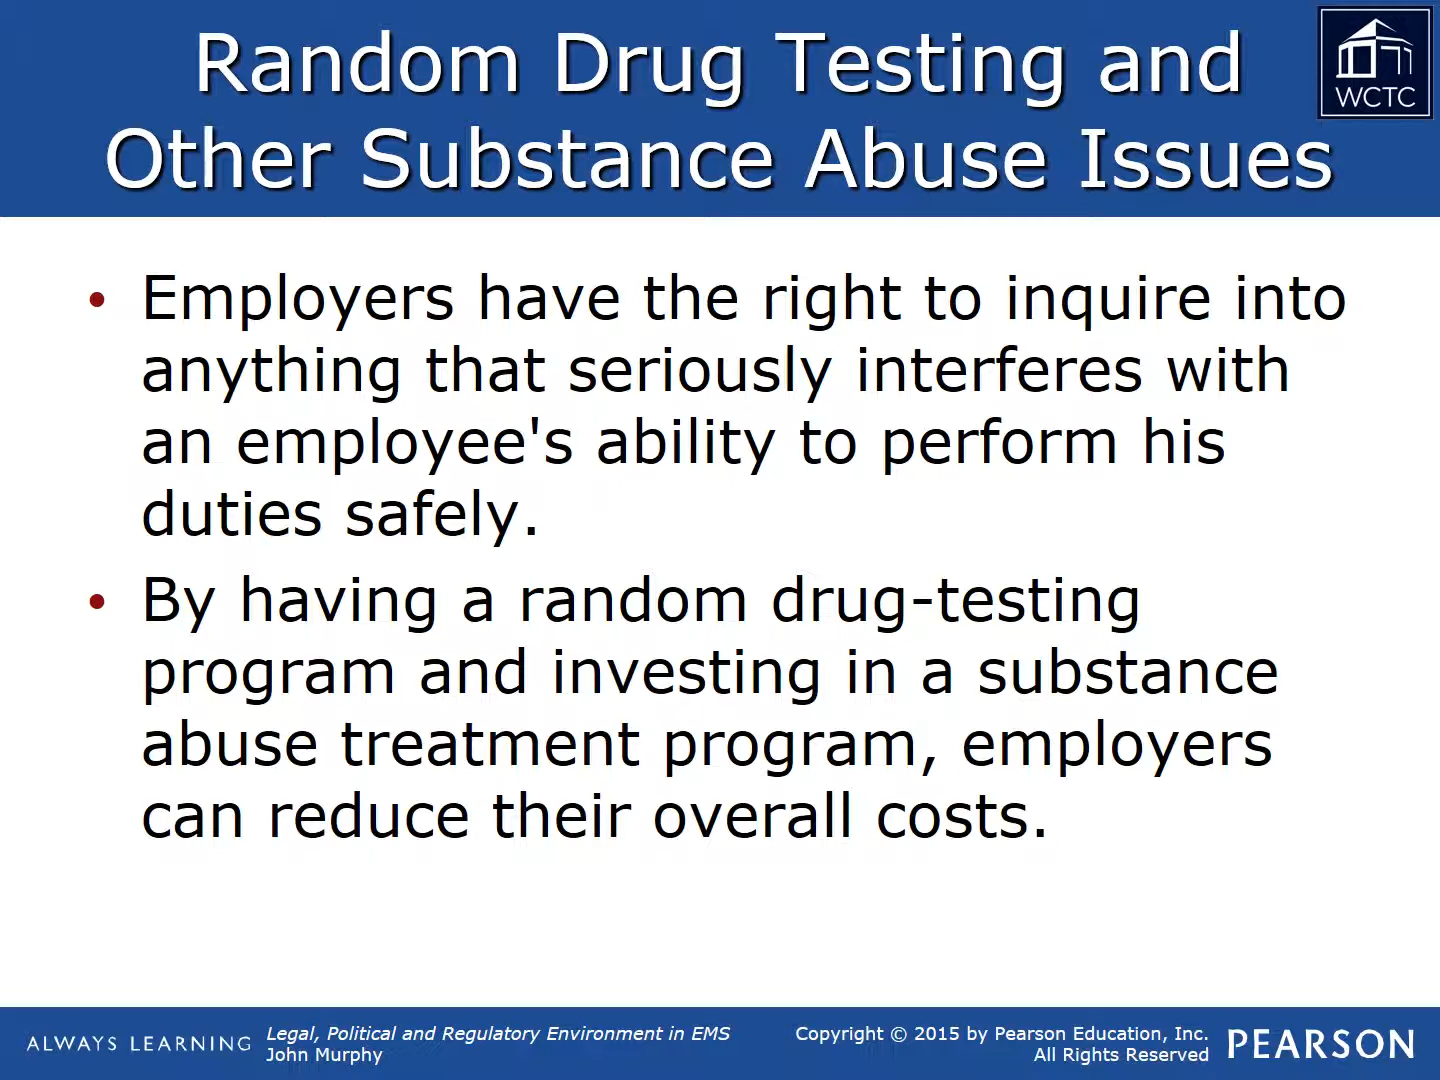 Random Drug Testing and
Other Substance Abuse Issues
WCTC
• Employers have the right to inquire into
anything that seriously interferes with
an employee's ability to perform his
duties safely.
• By having a random drug-testing
program and investing in a substance
abuse treatment program, employers
can reduce their overall costs.
ALWAYS LEARNING
Legal, Political and Regulatory Environment in EMS
John Murphy
Copyright © 2015 by Pearson Education, Inc.
All Rights Reserved
PEARSON